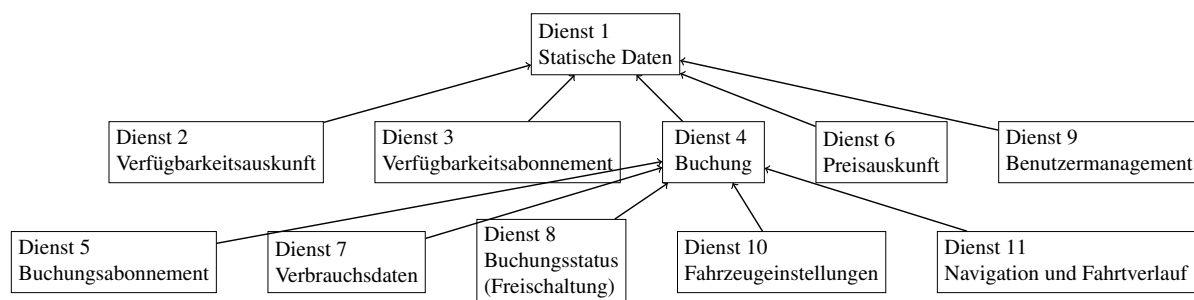 Dienst 1
Statische Daten
Dienst 2
Verfügbarkeitsauskunft
Dienst 3
Verfügbarkeitsabonnement
Dienst 4
Buchung
Dienst 6
Preisauskunft
Dienst 9
Benutzermanagement
Dienst 5
Buchungsabonnement
Dienst 7
Verbrauchsdaten
Dienst 8
Buchungsstatus
(Freischaltung)
Dienst 10
Fahrzeugeinstellungen
Dienst 11
Navigation und Fahrtverlauf